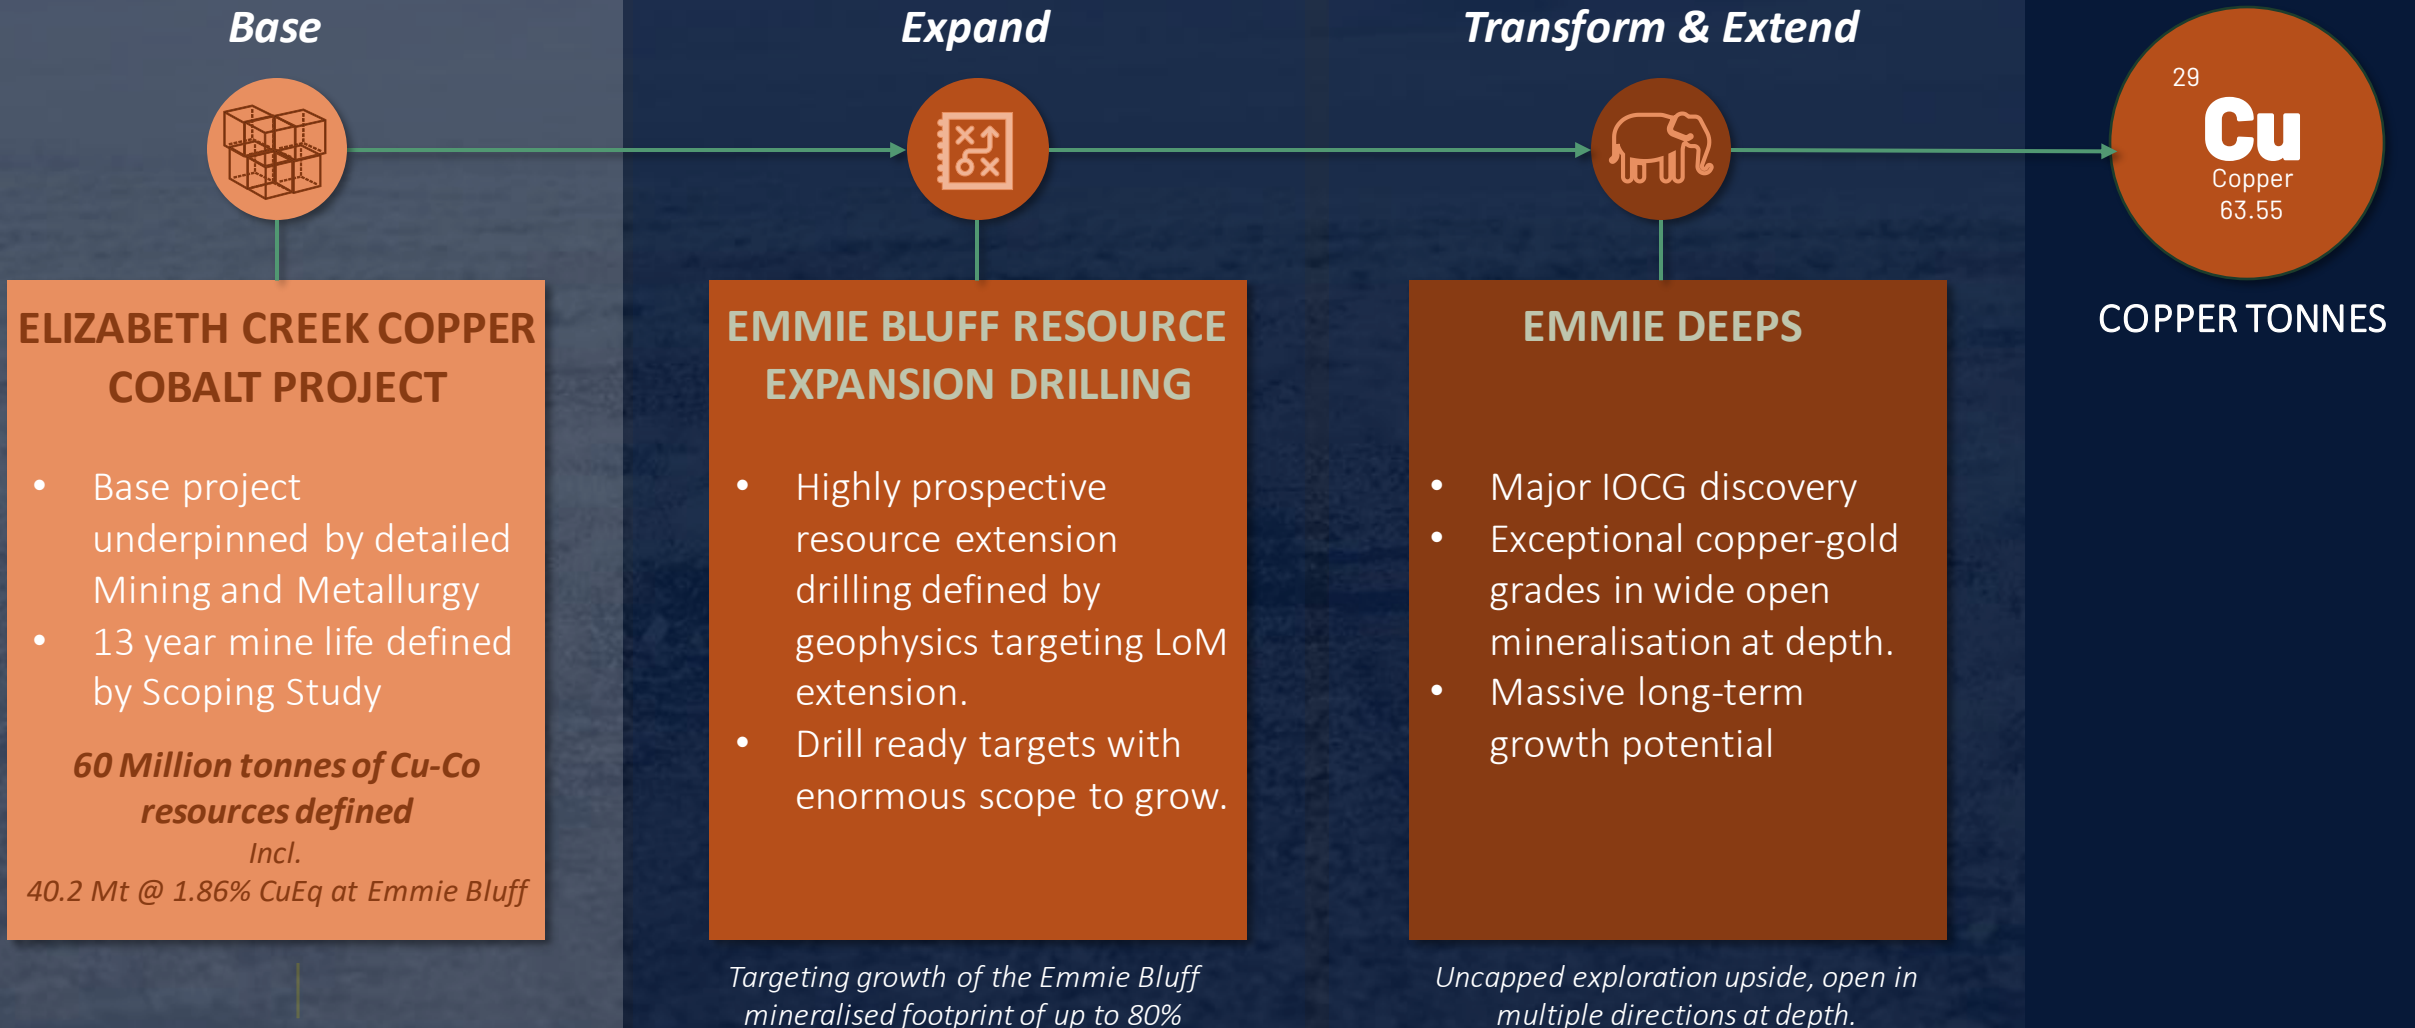 Base
Expand
Transform & Extend
29
Cu
Copper
63.55
COPPER TONNES
ELIZABETH CREEK COPPER
COBALT PROJECT
• Base project
underpinned by detailed
Mining and Metallurgy
• 13 year mine life defined
by Scoping Study
60 Million tonnes of Cu-Co
resources defined
Incl.
40.2 Mt @ 1.86% CuEq at Emmie Bluff
EMMIE BLUFF RESOURCE
EXPANSION DRILLING
• Highly prospective
resource extension
drilling defined by
geophysics targeting LoM
extension.
• Drill ready targets with
enormous scope to grow.
Targeting growth of the Emmie Bluff
mineralised footprint of up to 80%
EMMIE DEEPS
• Major IOCG discovery
• Exceptional copper-gold
grades in wide open
mineralisation at depth.
• Massive long-term
growth potential
Uncapped exploration upside, open in
multiple directions at depth.